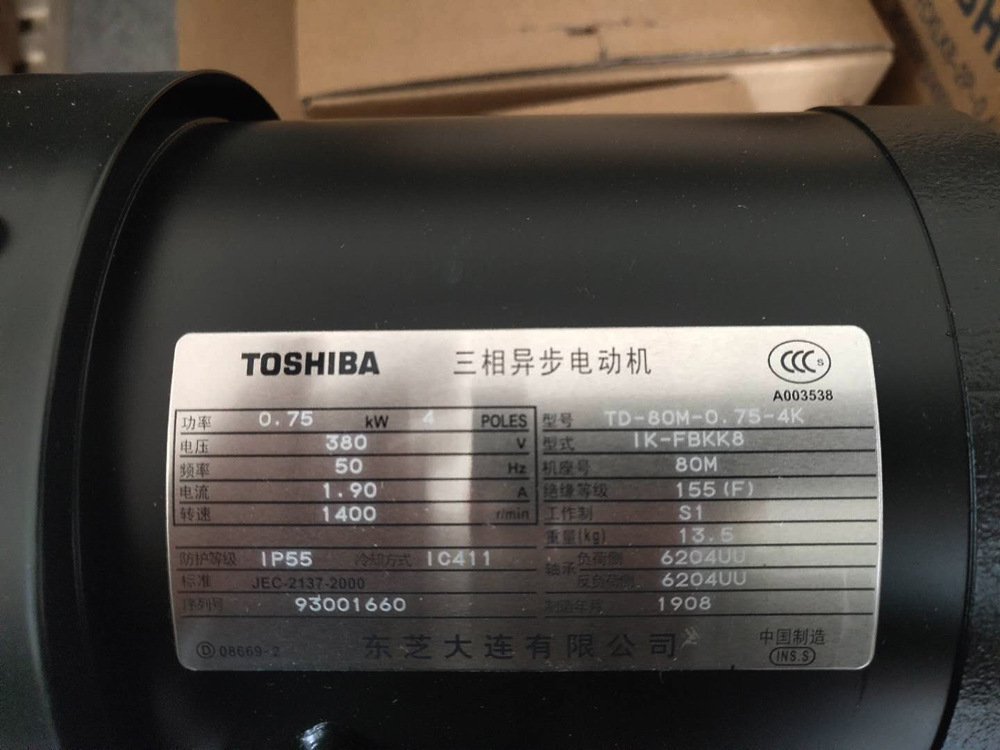 TOSHIBA 三相异步电动机 CCC S
A003538
功率 0.75 kW 4 POLES
电压 380 V
频率 50 Hz
电流 1.90 A
转速 1400 r/min
型号 TD-80M-0.75-4K
型式 IK-FBKK8
机座号 80M
绝缘等级 155(F)
工作制 S1
重量(kg) 13.5
防护等级 IP55 冷却方式 IC411
轴承 负荷侧 6204UU
反负荷侧 6204UU
标准 JEC-2137-2000
序列号 93001660
制造年月 1908
D 08669-2 东芝大连有限公司 中国制造
INS.S